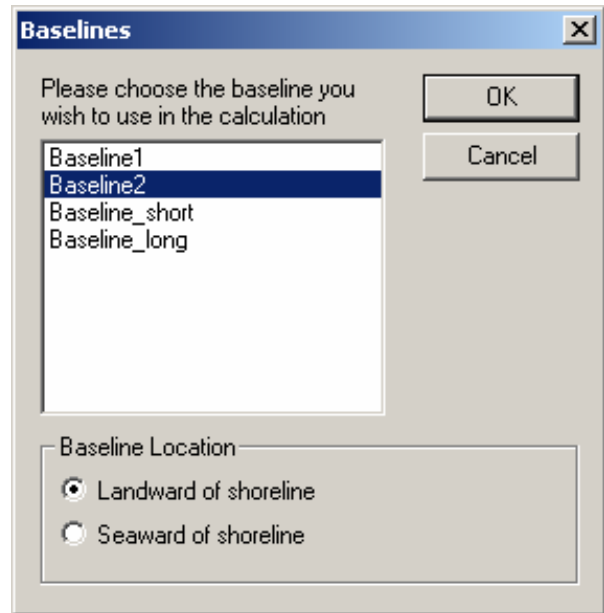 Baselines
Please choose the baseline you
wish to use in the calculation
OK
Cancel
Baseline1
Baseline2
Baseline_short
Baseline_long
Baseline Location
Landward of shoreline
Seaward of shoreline